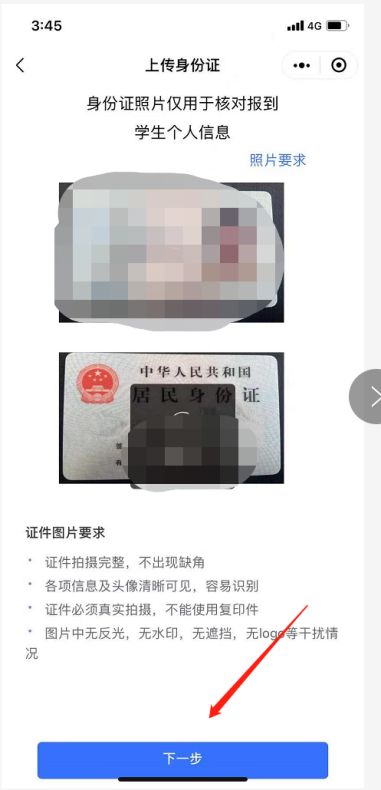 3:45
4G
上传身份证
身份证照片仅用于核对报到
学生个人信息
照片要求
中华人民共和国
居民身份证
签
有
证件图片要求
· 证件拍摄完整，不出现缺角
· 各项信息及头像清晰可见，容易识别
· 证件必须真实拍摄，不能使用复印件
· 图片中无反光，无水印，无遮挡，无logo等干扰情
况
下一步